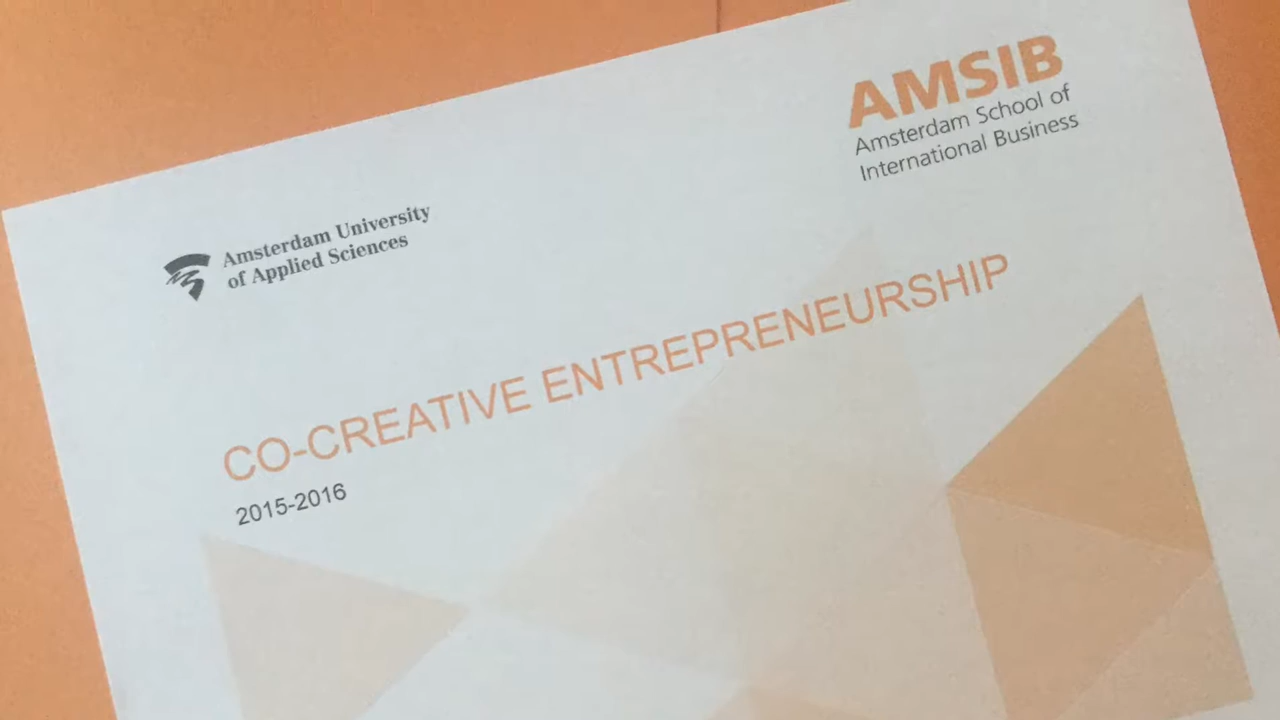 AMSIB
Amsterdam School of
International Business
Amsterdam University
of Applied Sciences
CO-CREATIVE ENTREPRENEURSHIP
2015-2016